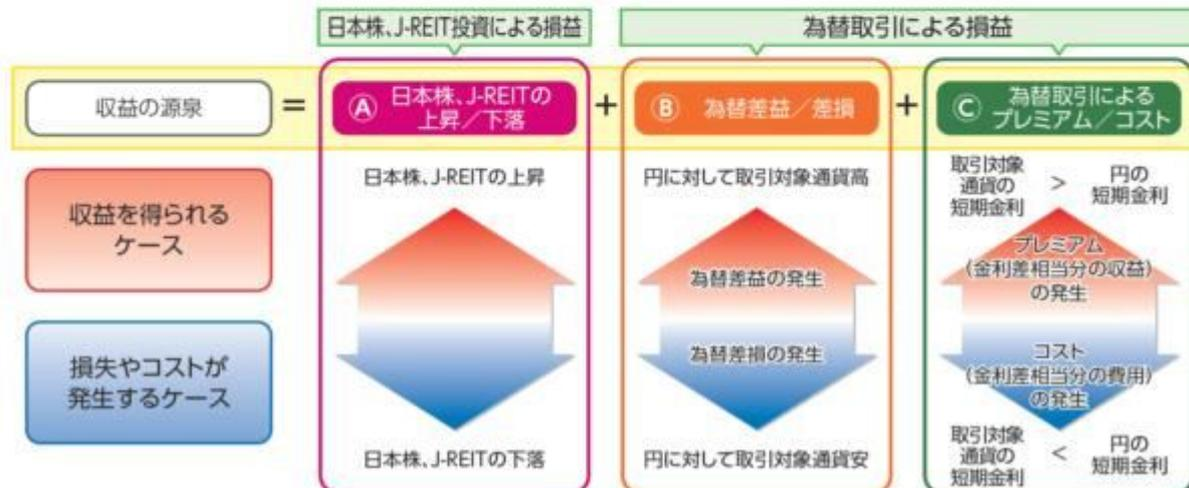 日本株、J-REIT投資による損益
為替取引による損益
収益の源泉
=
Ⓐ 日本株、J-REITの
上昇／下落
+
Ⓑ 為替差益／差損
+
Ⓒ 為替取引による
プレミアム／コスト
収益を得られる
ケース
日本株、J-REITの上昇
円に対して取引対象通貨高
取引対象
通貨の
短期金利
>
円の
短期金利
為替差益の発生
プレミアム
(金利差相当分の収益)
の発生
損失やコストが
発生するケース
為替差損の発生
コスト
(金利差相当分の費用)
の発生
日本株、J-REITの下落
円に対して取引対象通貨安
取引対象
通貨の
短期金利
<
円の
短期金利